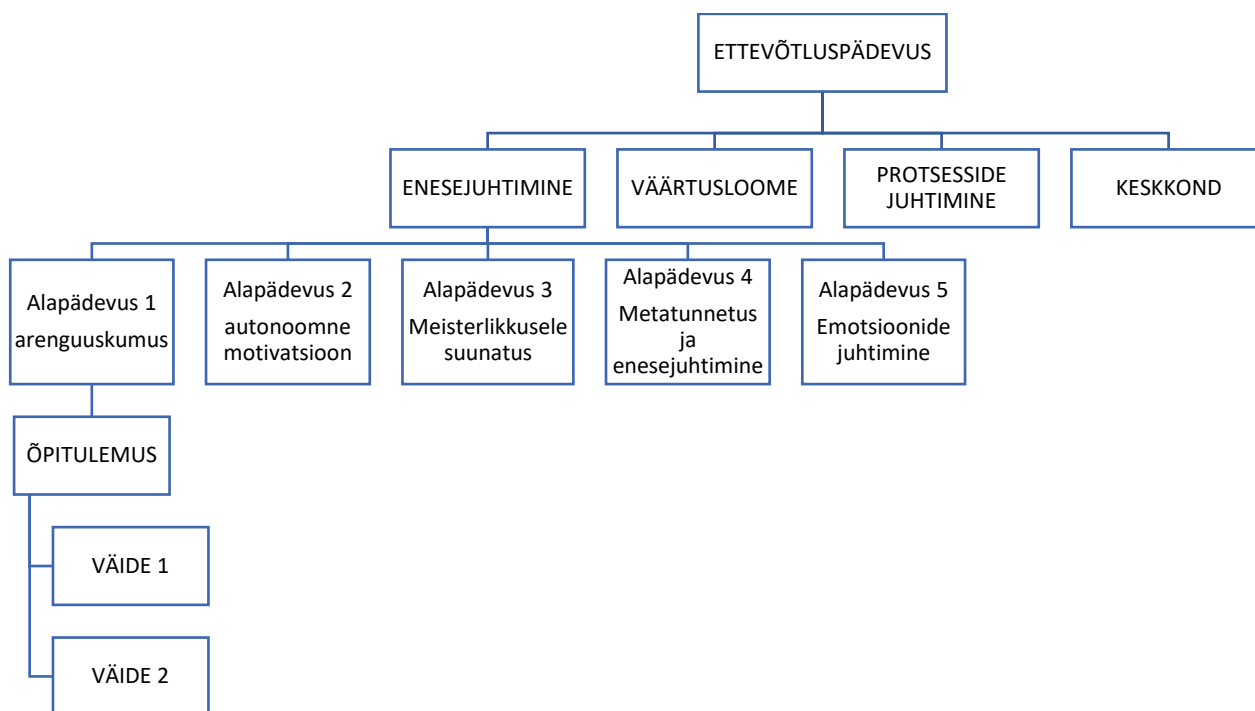 ETTEVÕTLUSPÄDEVUS
ENESEJUHTIMINE
VÄÄRTUSLOOME
PROTSESSIDE
JUHTIMINE
KESKKOND
Alapädevus 1
arenguuskumus
Alapädevus 2
autonoomne
motivatsioon
Alapädevus 3
Meisterlikkusele
suunatus
Alapädevus 4
Metatunnetus
ja
enesejuhtimine
Alapädevus 5
Emotsioonide
juhtimine
ÕPITULEMUS
VÄIDE 1
VÄIDE 2